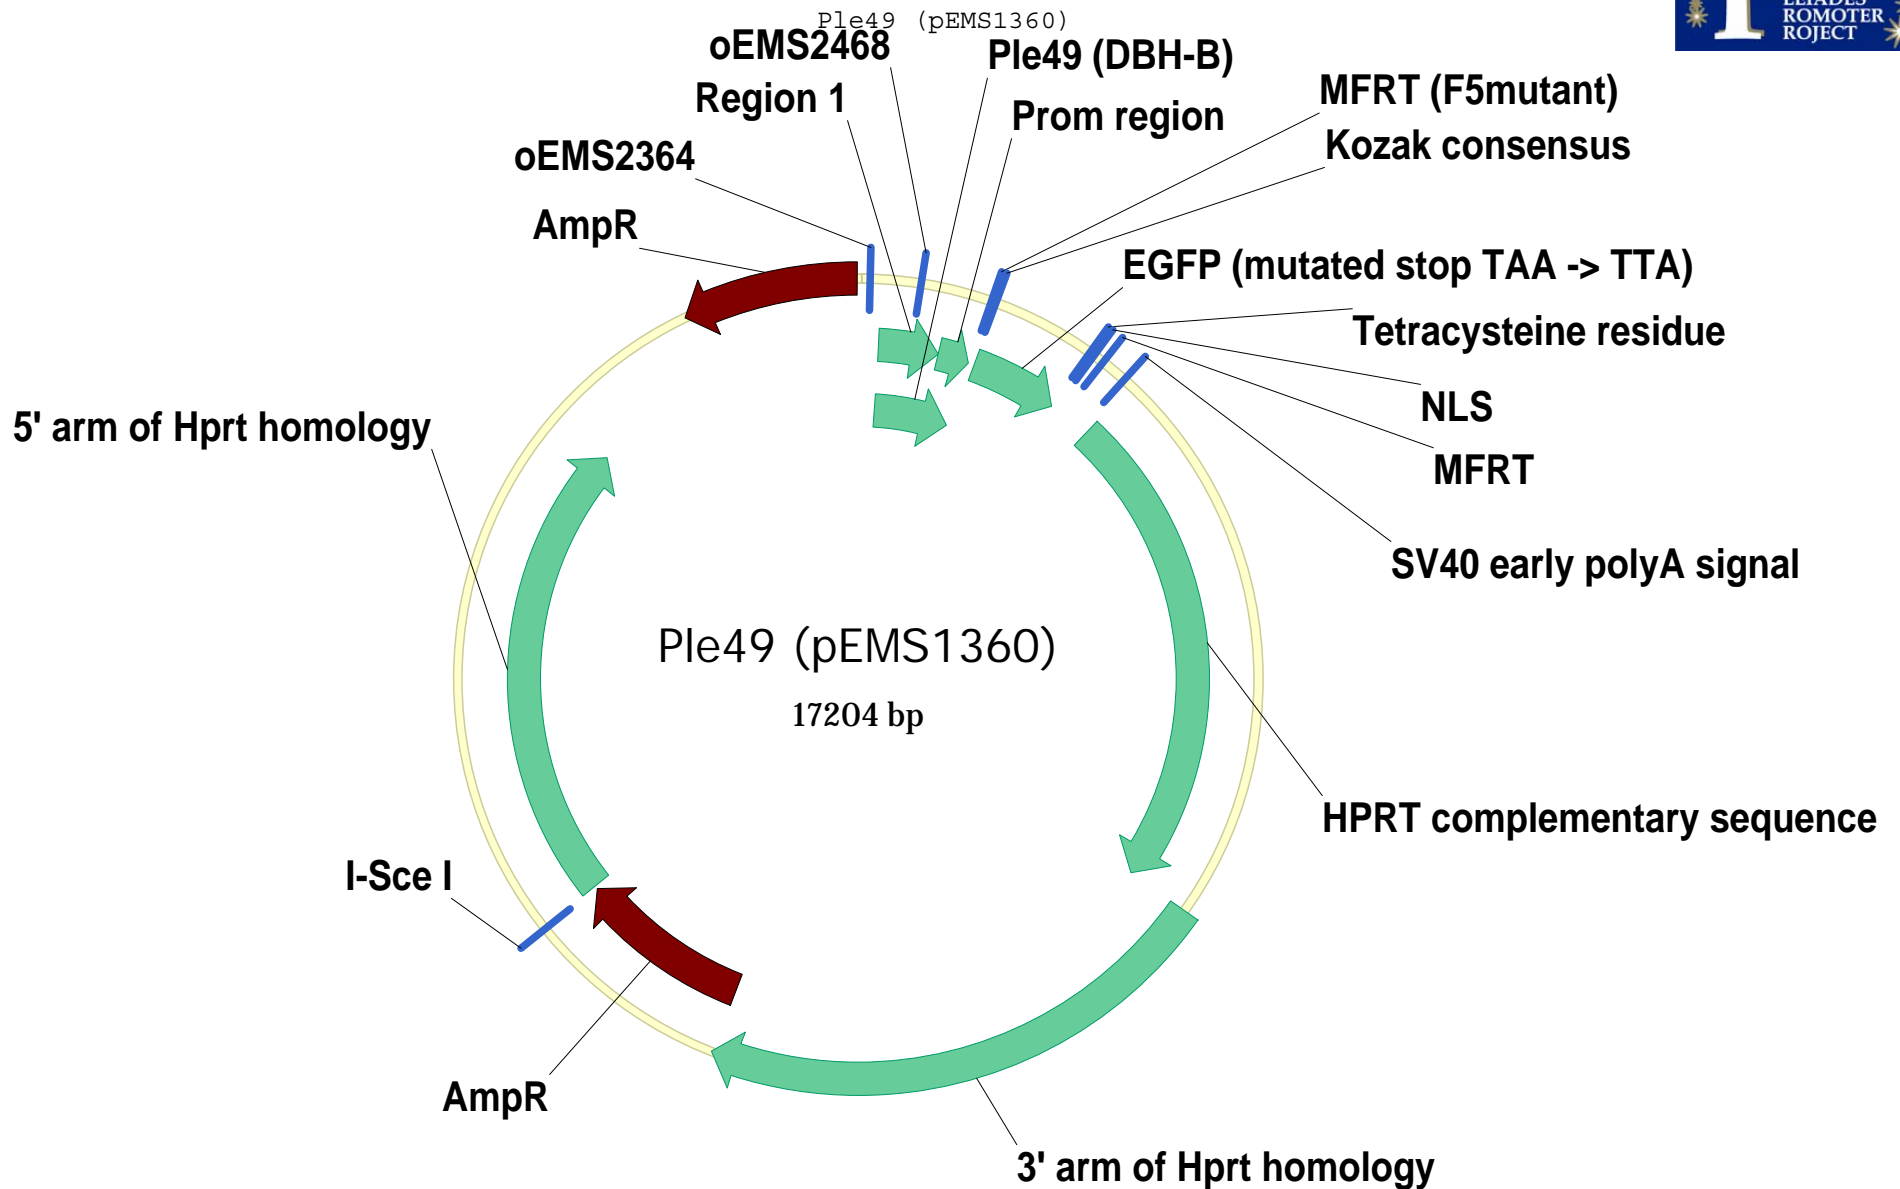 Ple49 (pEMS1360)
ROMOTER
ROJECT
oEMS2468
Ple49 (DBH-B)
Region 1
Prom region
MFRT (F5mutant)
Kozak consensus
oEMS2364
AmpR
EGFP (mutated stop TAA -> TTA)
Tetracysteine residue
NLS
5' arm of Hprt homology
MFRT
SV40 early polyA signal
Ple49 (pEMS1360)
17204 bp
HPRT complementary sequence
I-Sce I
AmpR
3' arm of Hprt homology